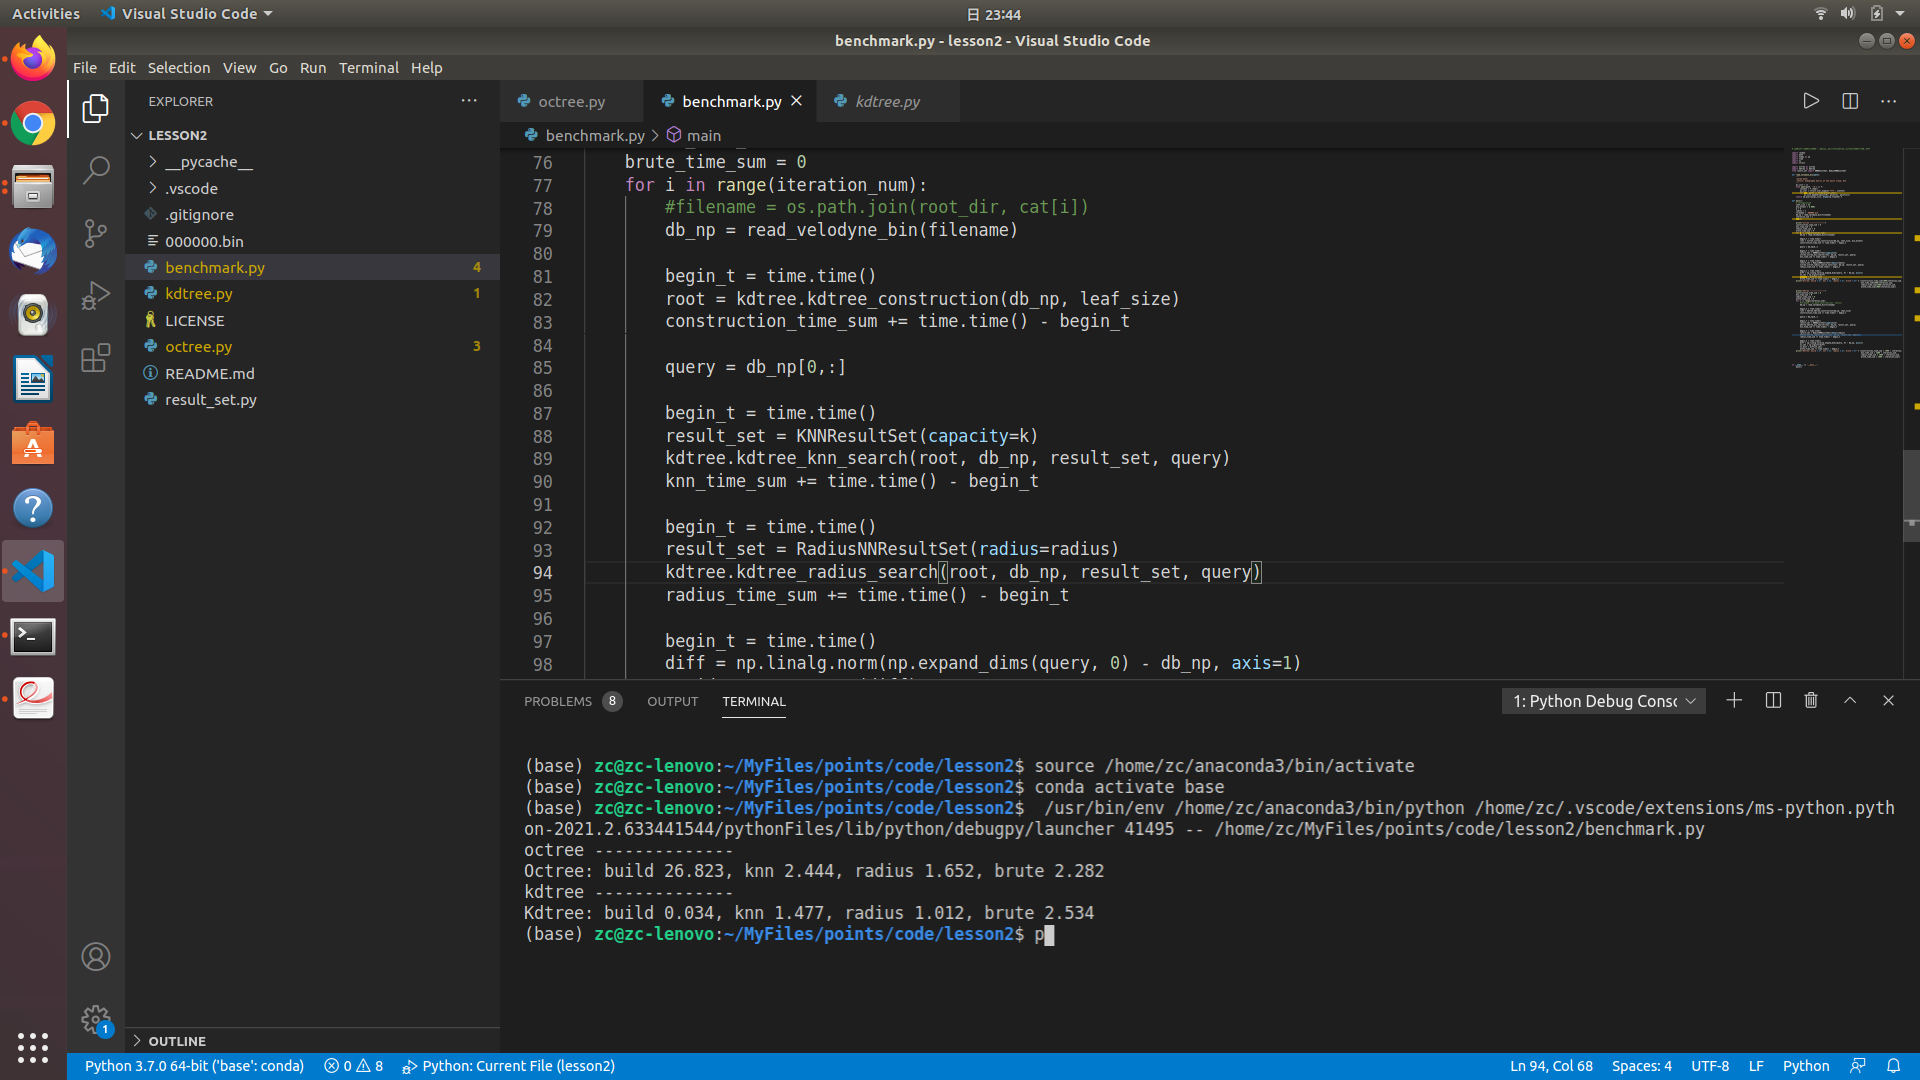 Activities
Visual Studio Code
日 23:44
benchmark.py - lesson2 - Visual Studio Code
File Edit Selection View Go Run Terminal Help
EXPLORER
LESSON2
__pycache__
.vscode
.gitignore
000000.bin
benchmark.py 4
kdtree.py 1
LICENSE
octree.py 3
README.md
result_set.py
OUTLINE
octree.py
benchmark.py
kdtree.py
benchmark.py > main
76 brute_time_sum = 0
77 for i in range(iteration_num):
78 #filename = os.path.join(root_dir, cat[i])
79 db_np = read_velodyne_bin(filename)
80
81 begin_t = time.time()
82 root = kdtree.kdtree_construction(db_np, leaf_size)
83 construction_time_sum += time.time() - begin_t
84
85 query = db_np[0,:]
86
87 begin_t = time.time()
88 result_set = KNNResultSet(capacity=k)
89 kdtree.kdtree_knn_search(root, db_np, result_set, query)
90 knn_time_sum += time.time() - begin_t
91
92 begin_t = time.time()
93 result_set = RadiusNNResultSet(radius=radius)
94 kdtree.kdtree_radius_search(root, db_np, result_set, query)
95 radius_time_sum += time.time() - begin_t
96
97 begin_t = time.time()
98 diff = np.linalg.norm(np.expand_dims(query, 0) - db_np, axis=1)
PROBLEMS 8 OUTPUT TERMINAL
1: Python Debug Consc
(base) zc@zc-lenovo:~/MyFiles/points/code/lesson2$ source /home/zc/anaconda3/bin/activate
(base) zc@zc-lenovo:~/MyFiles/points/code/lesson2$ conda activate base
(base) zc@zc-lenovo:~/MyFiles/points/code/lesson2$  /usr/bin/env /home/zc/anaconda3/bin/python /home/zc/.vscode/extensions/ms-python.pyth
on-2021.2.633441544/pythonFiles/lib/python/debugpy/launcher 41495 -- /home/zc/MyFiles/points/code/lesson2/benchmark.py
octree --------------
Octree: build 26.823, knn 2.444, radius 1.652, brute 2.282
kdtree --------------
Kdtree: build 0.034, knn 1.477, radius 1.012, brute 2.534
(base) zc@zc-lenovo:~/MyFiles/points/code/lesson2$ p
1
Python 3.7.0 64-bit ('base': conda) 0 8 Python: Current File (lesson2) Ln 94, Col 68 Spaces: 4 UTF-8 LF Python